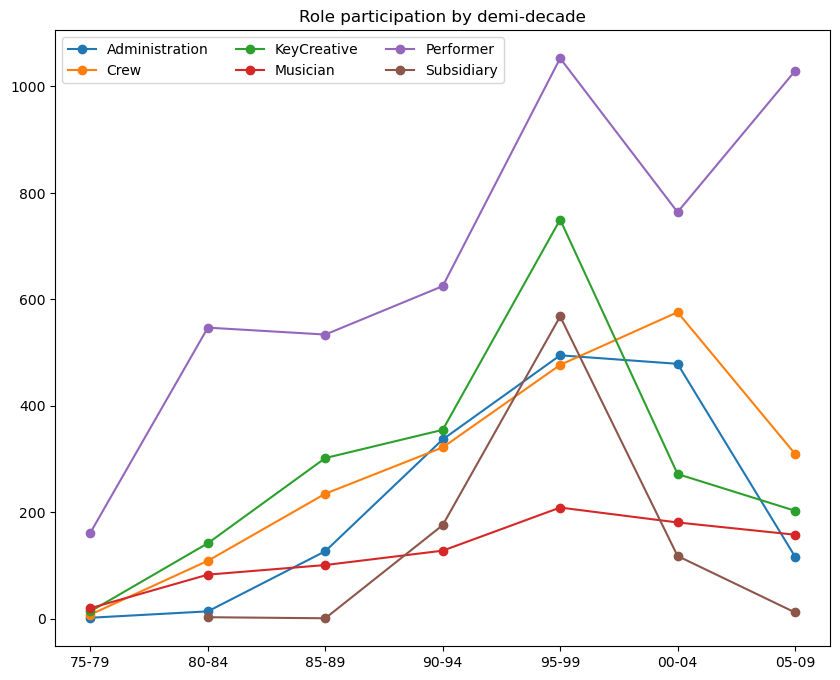 Role participation by demi-decade
Administration KeyCreative Performer
Crew Musician Subsidiary
1000
800
600
400
200
0
75-79 80-84 85-89 90-94 95-99 00-04 05-09